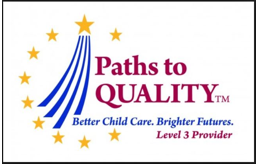 Paths to
QUALITY™
Better Child Care. Brighter Futures.
Level 3 Provider